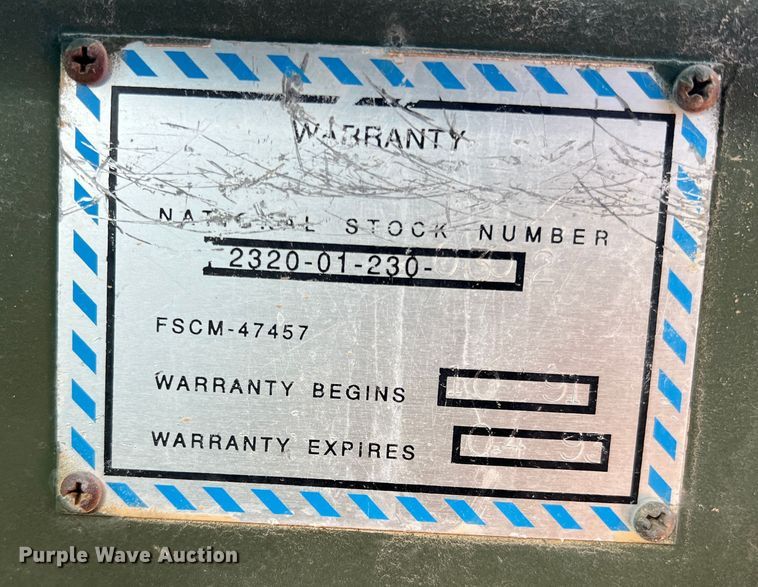 WARRANTY
NATIONAL STOCK NUMBER
2320-01-230-
FSCM-47457
WARRANTY BEGINS
WARRANTY EXPIRES
Purple Wave Auction